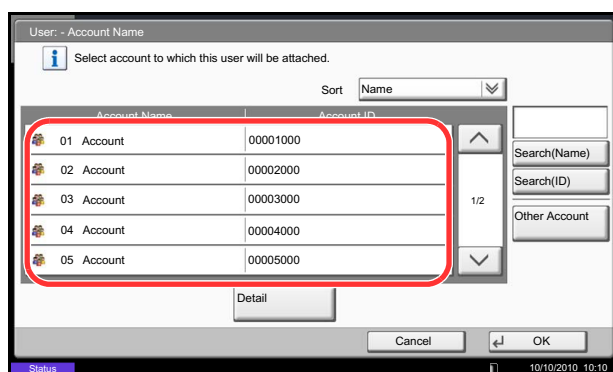 User: - Account Name
Select account to which this user will be attached.
Sort Name
Account Name Account ID
01 Account 00001000
02 Account 00002000
03 Account 00003000
04 Account 00004000
05 Account 00005000
1/2
Search(Name)
Search(ID)
Other Account
Detail
Cancel OK
Status 10/10/2010 10:10